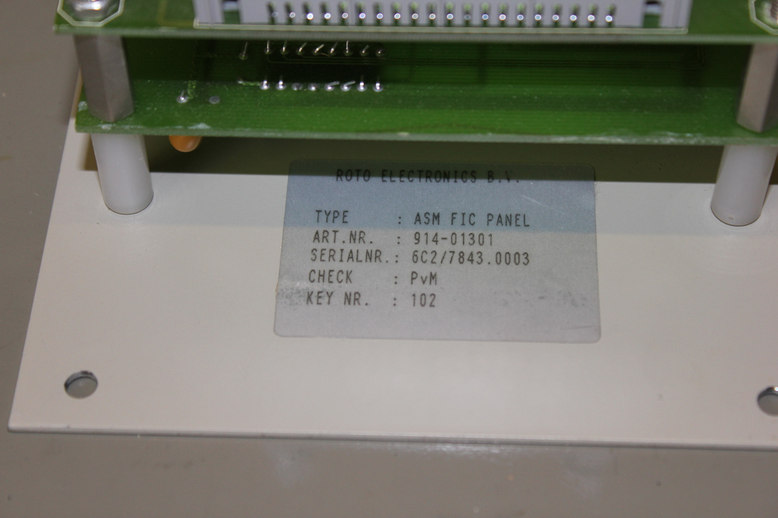 ROTO ELECTRONICS B.V.
TYPE : ASM FIC PANEL
ART.NR. : 914-01301
SERIALNR.: 6C2/7843.0003
CHECK : PvM
KEY NR. : 102